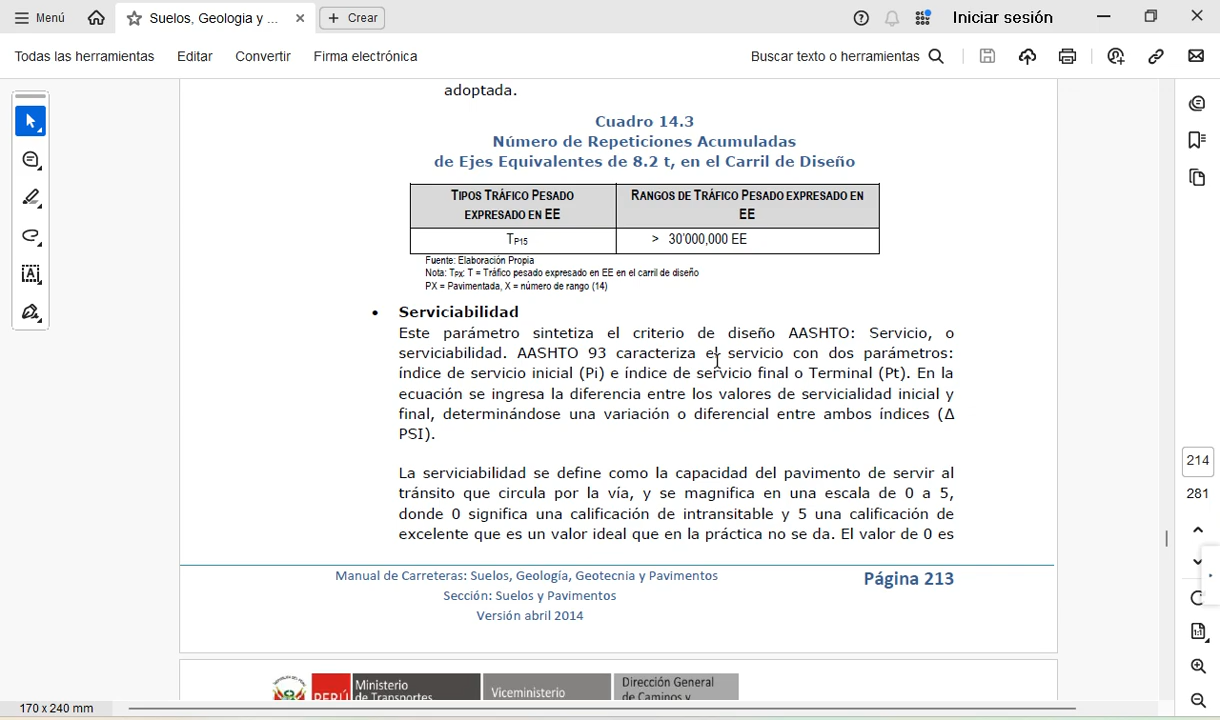 Menú
Suelos, Geologia y ...
Crear
Iniciar sesión
Todas las herramientas
Editar
Convertir
Firma electrónica
Buscar texto o herramientas
adoptada.
Cuadro 14.3
Número de Repeticiones Acumuladas
de Ejes Equivalentes de 8.2 t, en el Carril de Diseño
TIPOS TRÁFICO PESADO EXPRESADO EN EE
RANGOS DE TRÁFICO PESADO EXPRESADO EN EE
TP15
> 30'000,000 EE
Fuente: Elaboración Propia
Nota: TPX: T = Tráfico pesado expresado en EE en el carril de diseño
PX = Pavimentada, X = número de rango (14)
• Serviciabilidad
Este parámetro sintetiza el criterio de diseño AASHTO: Servicio, o
serviciabilidad. AASHTO 93 caracteriza el servicio con dos parámetros:
índice de servicio inicial (Pi) e índice de servicio final o Terminal (Pt). En la
ecuación se ingresa la diferencia entre los valores de servicialidad inicial y
final, determinándose una variación o diferencial entre ambos índices (Δ
PSI).
La serviciabilidad se define como la capacidad del pavimento de servir al
tránsito que circula por la vía, y se magnifica en una escala de 0 a 5,
donde 0 significa una calificación de intransitable y 5 una calificación de
excelente que es un valor ideal que en la práctica no se da. El valor de 0 es
Manual de Carreteras: Suelos, Geología, Geotecnia y Pavimentos
Sección: Suelos y Pavimentos
Versión abril 2014
Página 213
PERÚ
Ministerio
de Transportes
Viceministerio
Dirección General
de Caminos y
214
281
1:1
170 x 240 mm